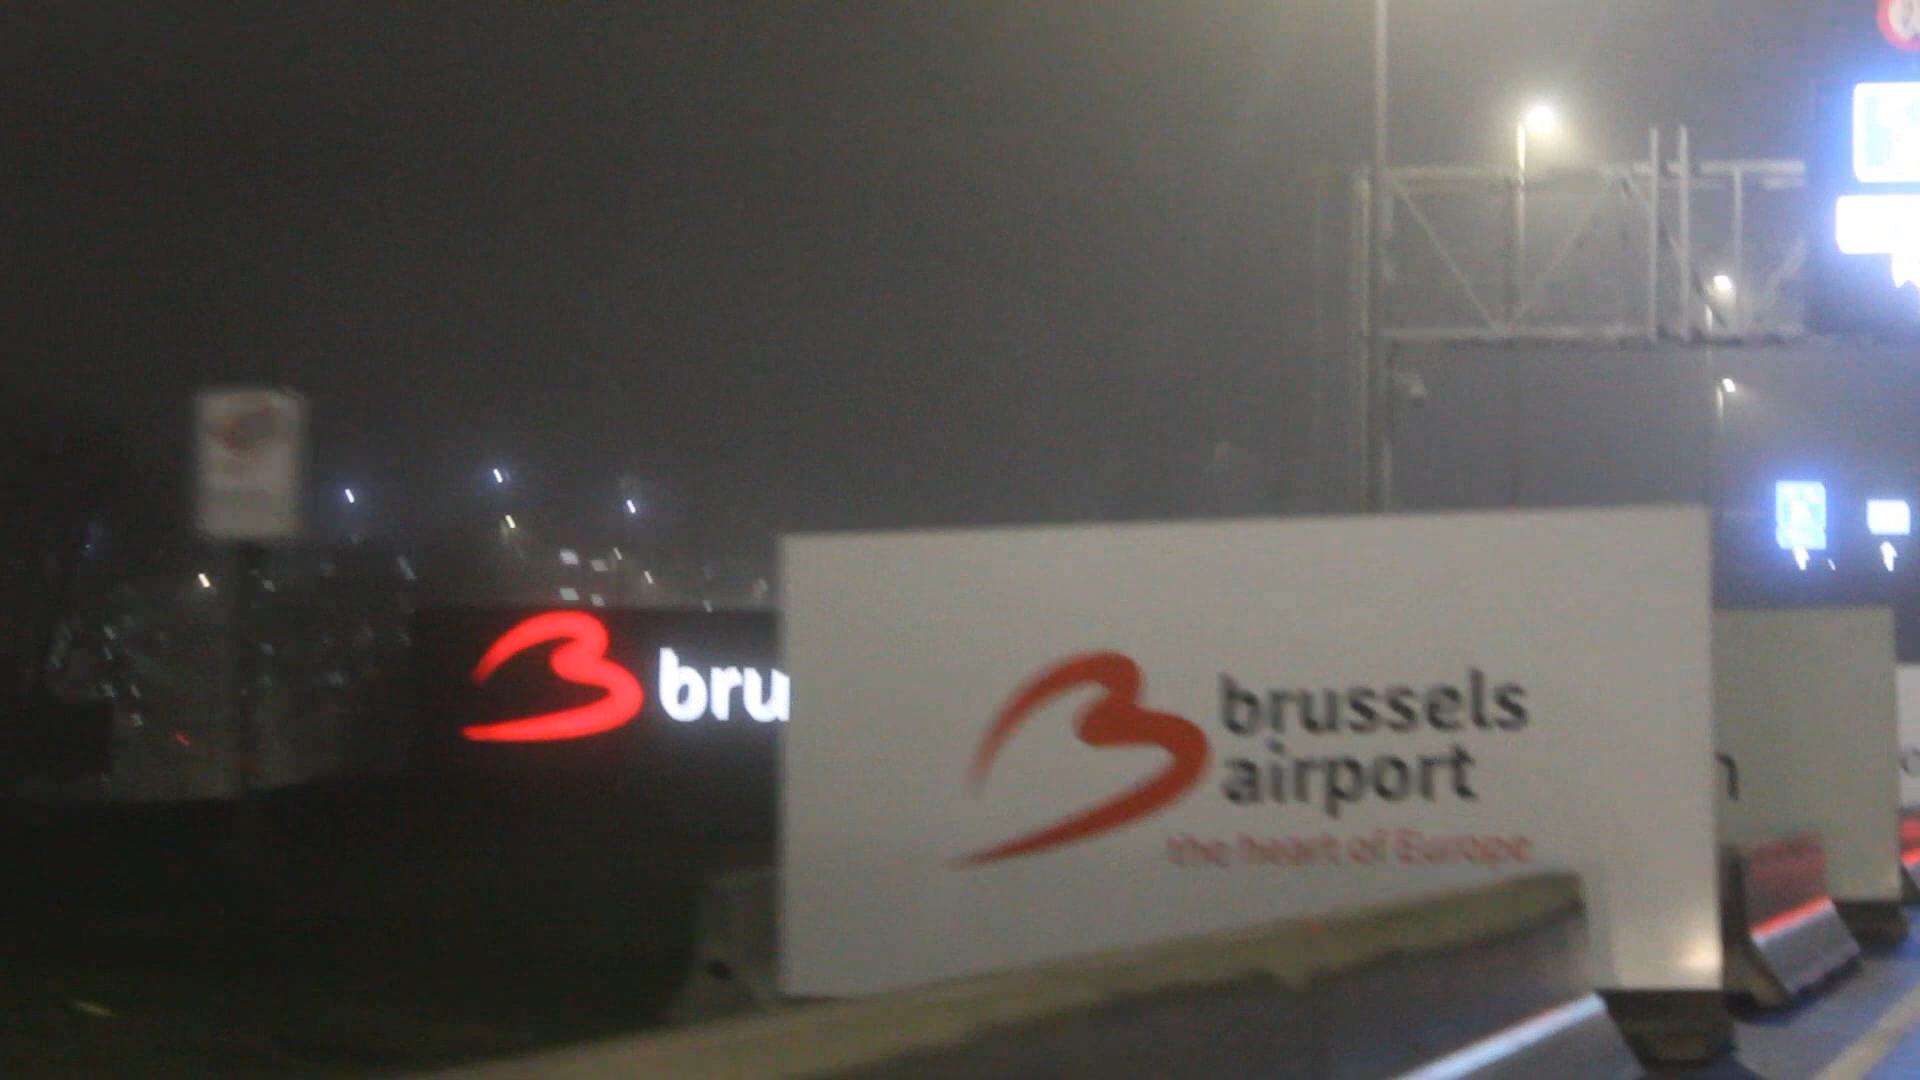 bru
brussels
airport
the heart of Europe
n